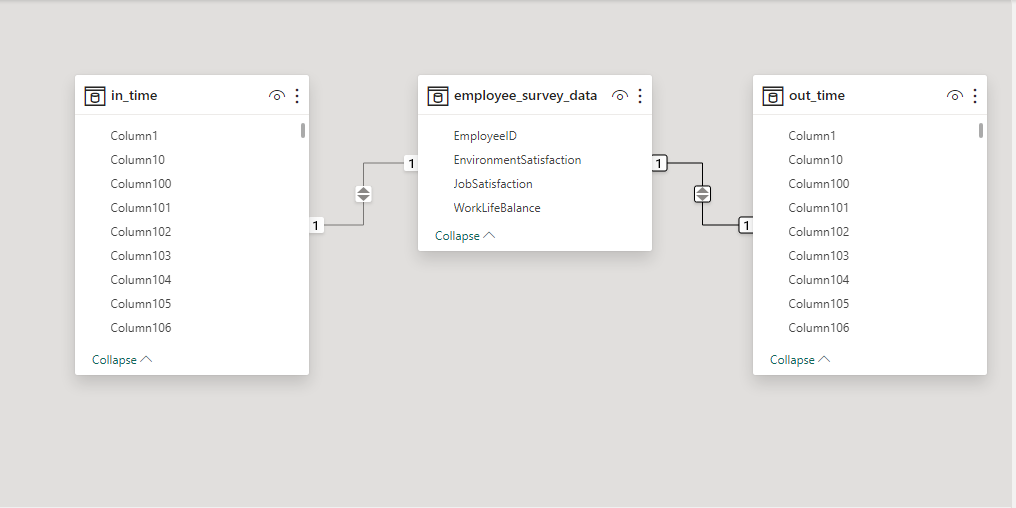 in_time
Column1
Column10
Column100
Column101
Column102
Column103
Column104
Column105
Column106
Collapse
1
1
employee_survey_data
EmployeeID
EnvironmentSatisfaction
JobSatisfaction
WorkLifeBalance
Collapse
1
1
out_time
Column1
Column10
Column100
Column101
Column102
Column103
Column104
Column105
Column106
Collapse